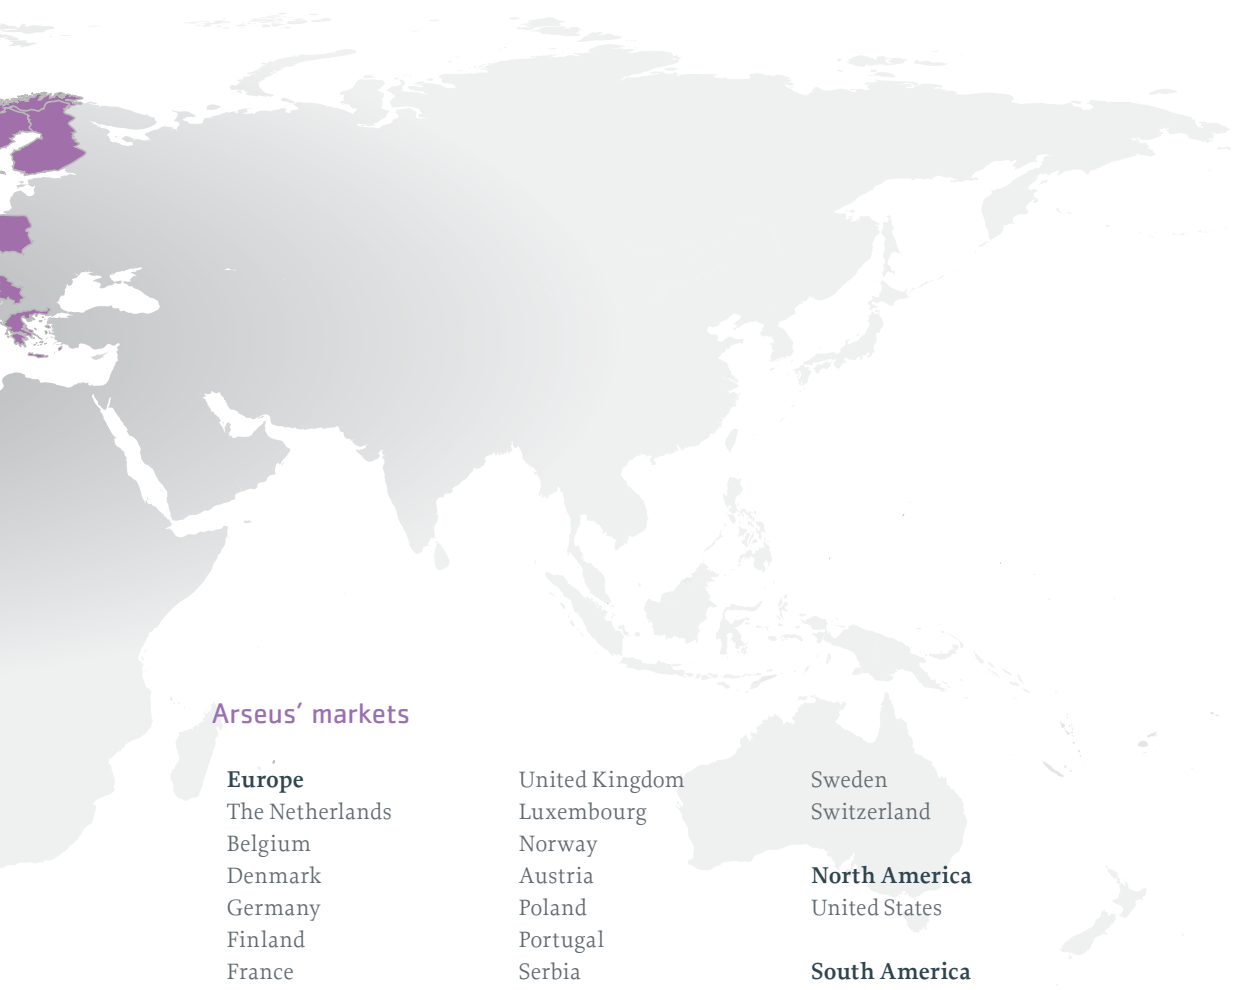 Arseus’ markets
Europe
The Netherlands
Belgium
Denmark
Germany
Finland
France
United Kingdom
Luxembourg
Norway
Austria
Poland
Portugal
Serbia
Sweden
Switzerland
North America
United States
South America